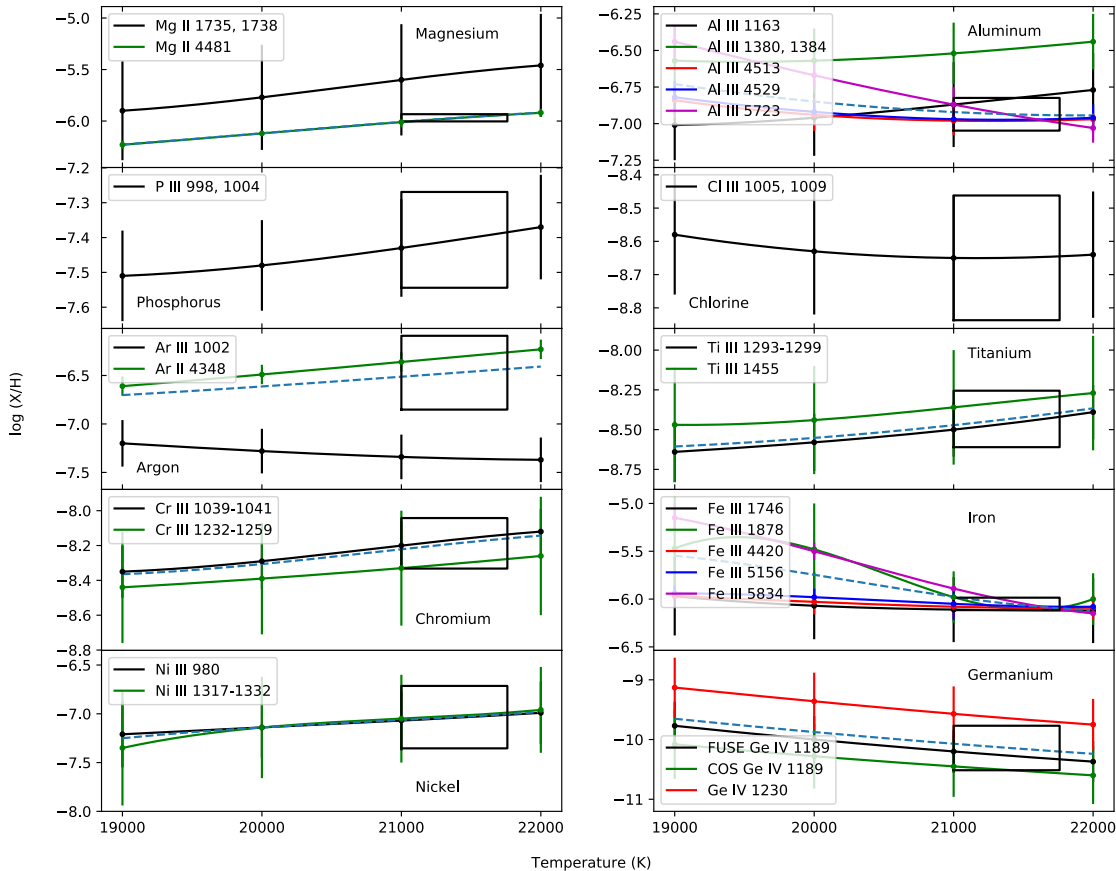 −5.0
−5.5
−6.0
Mg II 1735, 1738
Mg II 4481
Magnesium
−6.25
−6.50
−6.75
−7.00
−7.25
Al III 1163
Al III 1380, 1384
Al III 4513
Al III 4529
Al III 5723
Aluminum
−7.2
−7.3
−7.4
−7.5
−7.6
P III 998, 1004
Phosphorus
−8.4
−8.5
−8.6
−8.7
−8.8
Cl III 1005, 1009
Chlorine
log (X/H)
−6.5
−7.0
−7.5
Ar III 1002
Ar II 4348
Argon
−8.00
−8.25
−8.50
−8.75
Ti III 1293-1299
Ti III 1455
Titanium
−8.0
−8.2
−8.4
−8.6
−8.8
Cr III 1039-1041
Cr III 1232-1259
Chromium
−5.0
−5.5
−6.0
−6.5
Fe III 1746
Fe III 1878
Fe III 4420
Fe III 5156
Fe III 5834
Iron
−6.5
−7.0
−7.5
−8.0
Ni III 980
Ni III 1317-1332
Nickel
19000 20000 21000 22000
−9
−10
−11
Germanium
FUSE Ge IV 1189
COS Ge IV 1189
Ge IV 1230
19000 20000 21000 22000
Temperature (K)